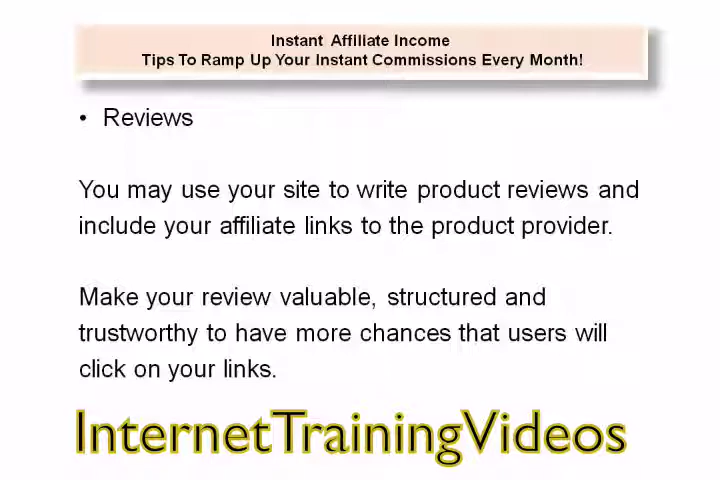 Instant Affiliate Income
Tips To Ramp Up Your Instant Commissions Every Month!
• Reviews
You may use your site to write product reviews and
include your affiliate links to the product provider.
Make your review valuable, structured and
trustworthy to have more chances that users will
click on your links.
InternetTrainingVideos